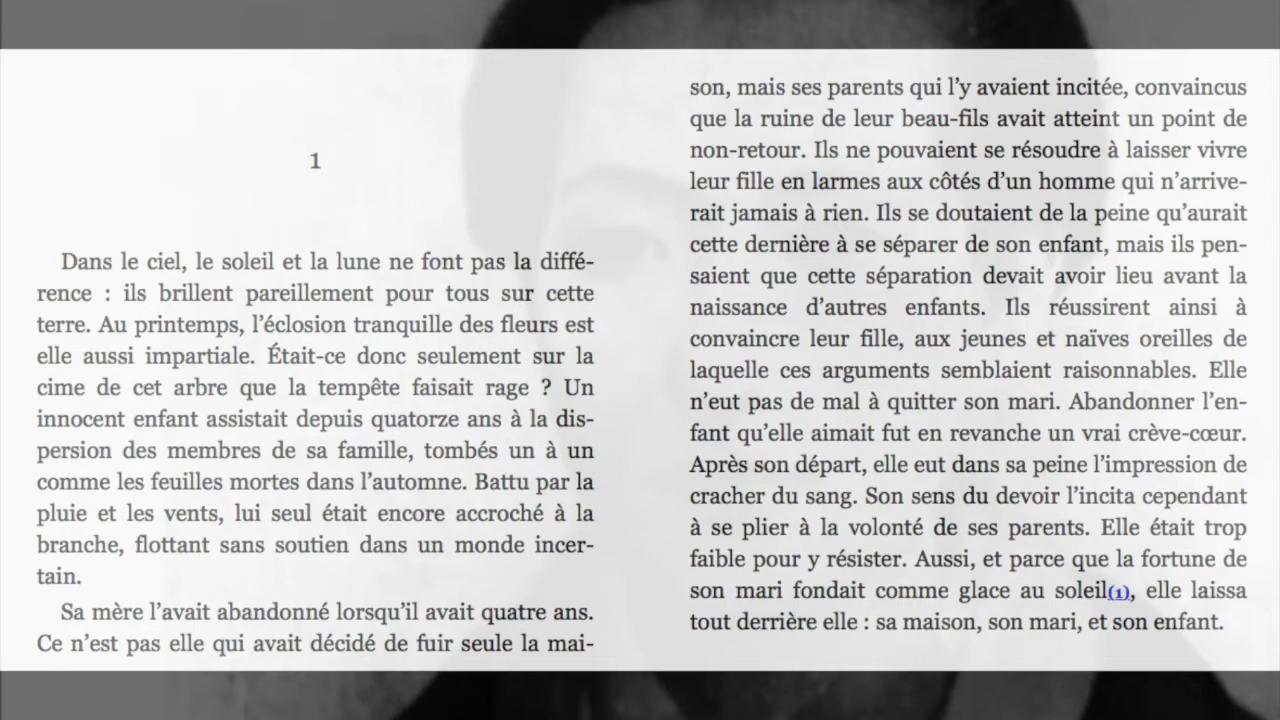 1
Dans le ciel, le soleil et la lune ne font pas la diffé-
rence : ils brillent pareillement pour tous sur cette
terre. Au printemps, l’éclosion tranquille des fleurs est
elle aussi impartiale. Était-ce donc seulement sur la
cime de cet arbre que la tempête faisait rage ? Un
innocent enfant assistait depuis quatorze ans à la dis-
persion des membres de sa famille, tombés un à un
comme les feuilles mortes dans l’automne. Battu par la
pluie et les vents, lui seul était encore accroché à la
branche, flottant sans soutien dans un monde incer-
tain.
Sa mère l’avait abandonné lorsqu’il avait quatre ans.
Ce n’est pas elle qui avait décidé de fuir seule la mai-
son, mais ses parents qui l’y avaient incitée, convaincus
que la ruine de leur beau-fils avait atteint un point de
non-retour. Ils ne pouvaient se résoudre à laisser vivre
leur fille en larmes aux côtés d’un homme qui n’arrive-
rait jamais à rien. Ils se doutaient de la peine qu’aurait
cette dernière à se séparer de son enfant, mais ils pen-
saient que cette séparation devait avoir lieu avant la
naissance d’autres enfants. Ils réussirent ainsi à
convaincre leur fille, aux jeunes et naïves oreilles de
laquelle ces arguments semblaient raisonnables. Elle
n’eut pas de mal à quitter son mari. Abandonner l’en-
fant qu’elle aimait fut en revanche un vrai crève-cœur.
Après son départ, elle eut dans sa peine l’impression de
cracher du sang. Son sens du devoir l’incita cependant
à se plier à la volonté de ses parents. Elle était trop
faible pour y résister. Aussi, et parce que la fortune de
son mari fondait comme glace au soleil(1), elle laissa
tout derrière elle : sa maison, son mari, et son enfant.